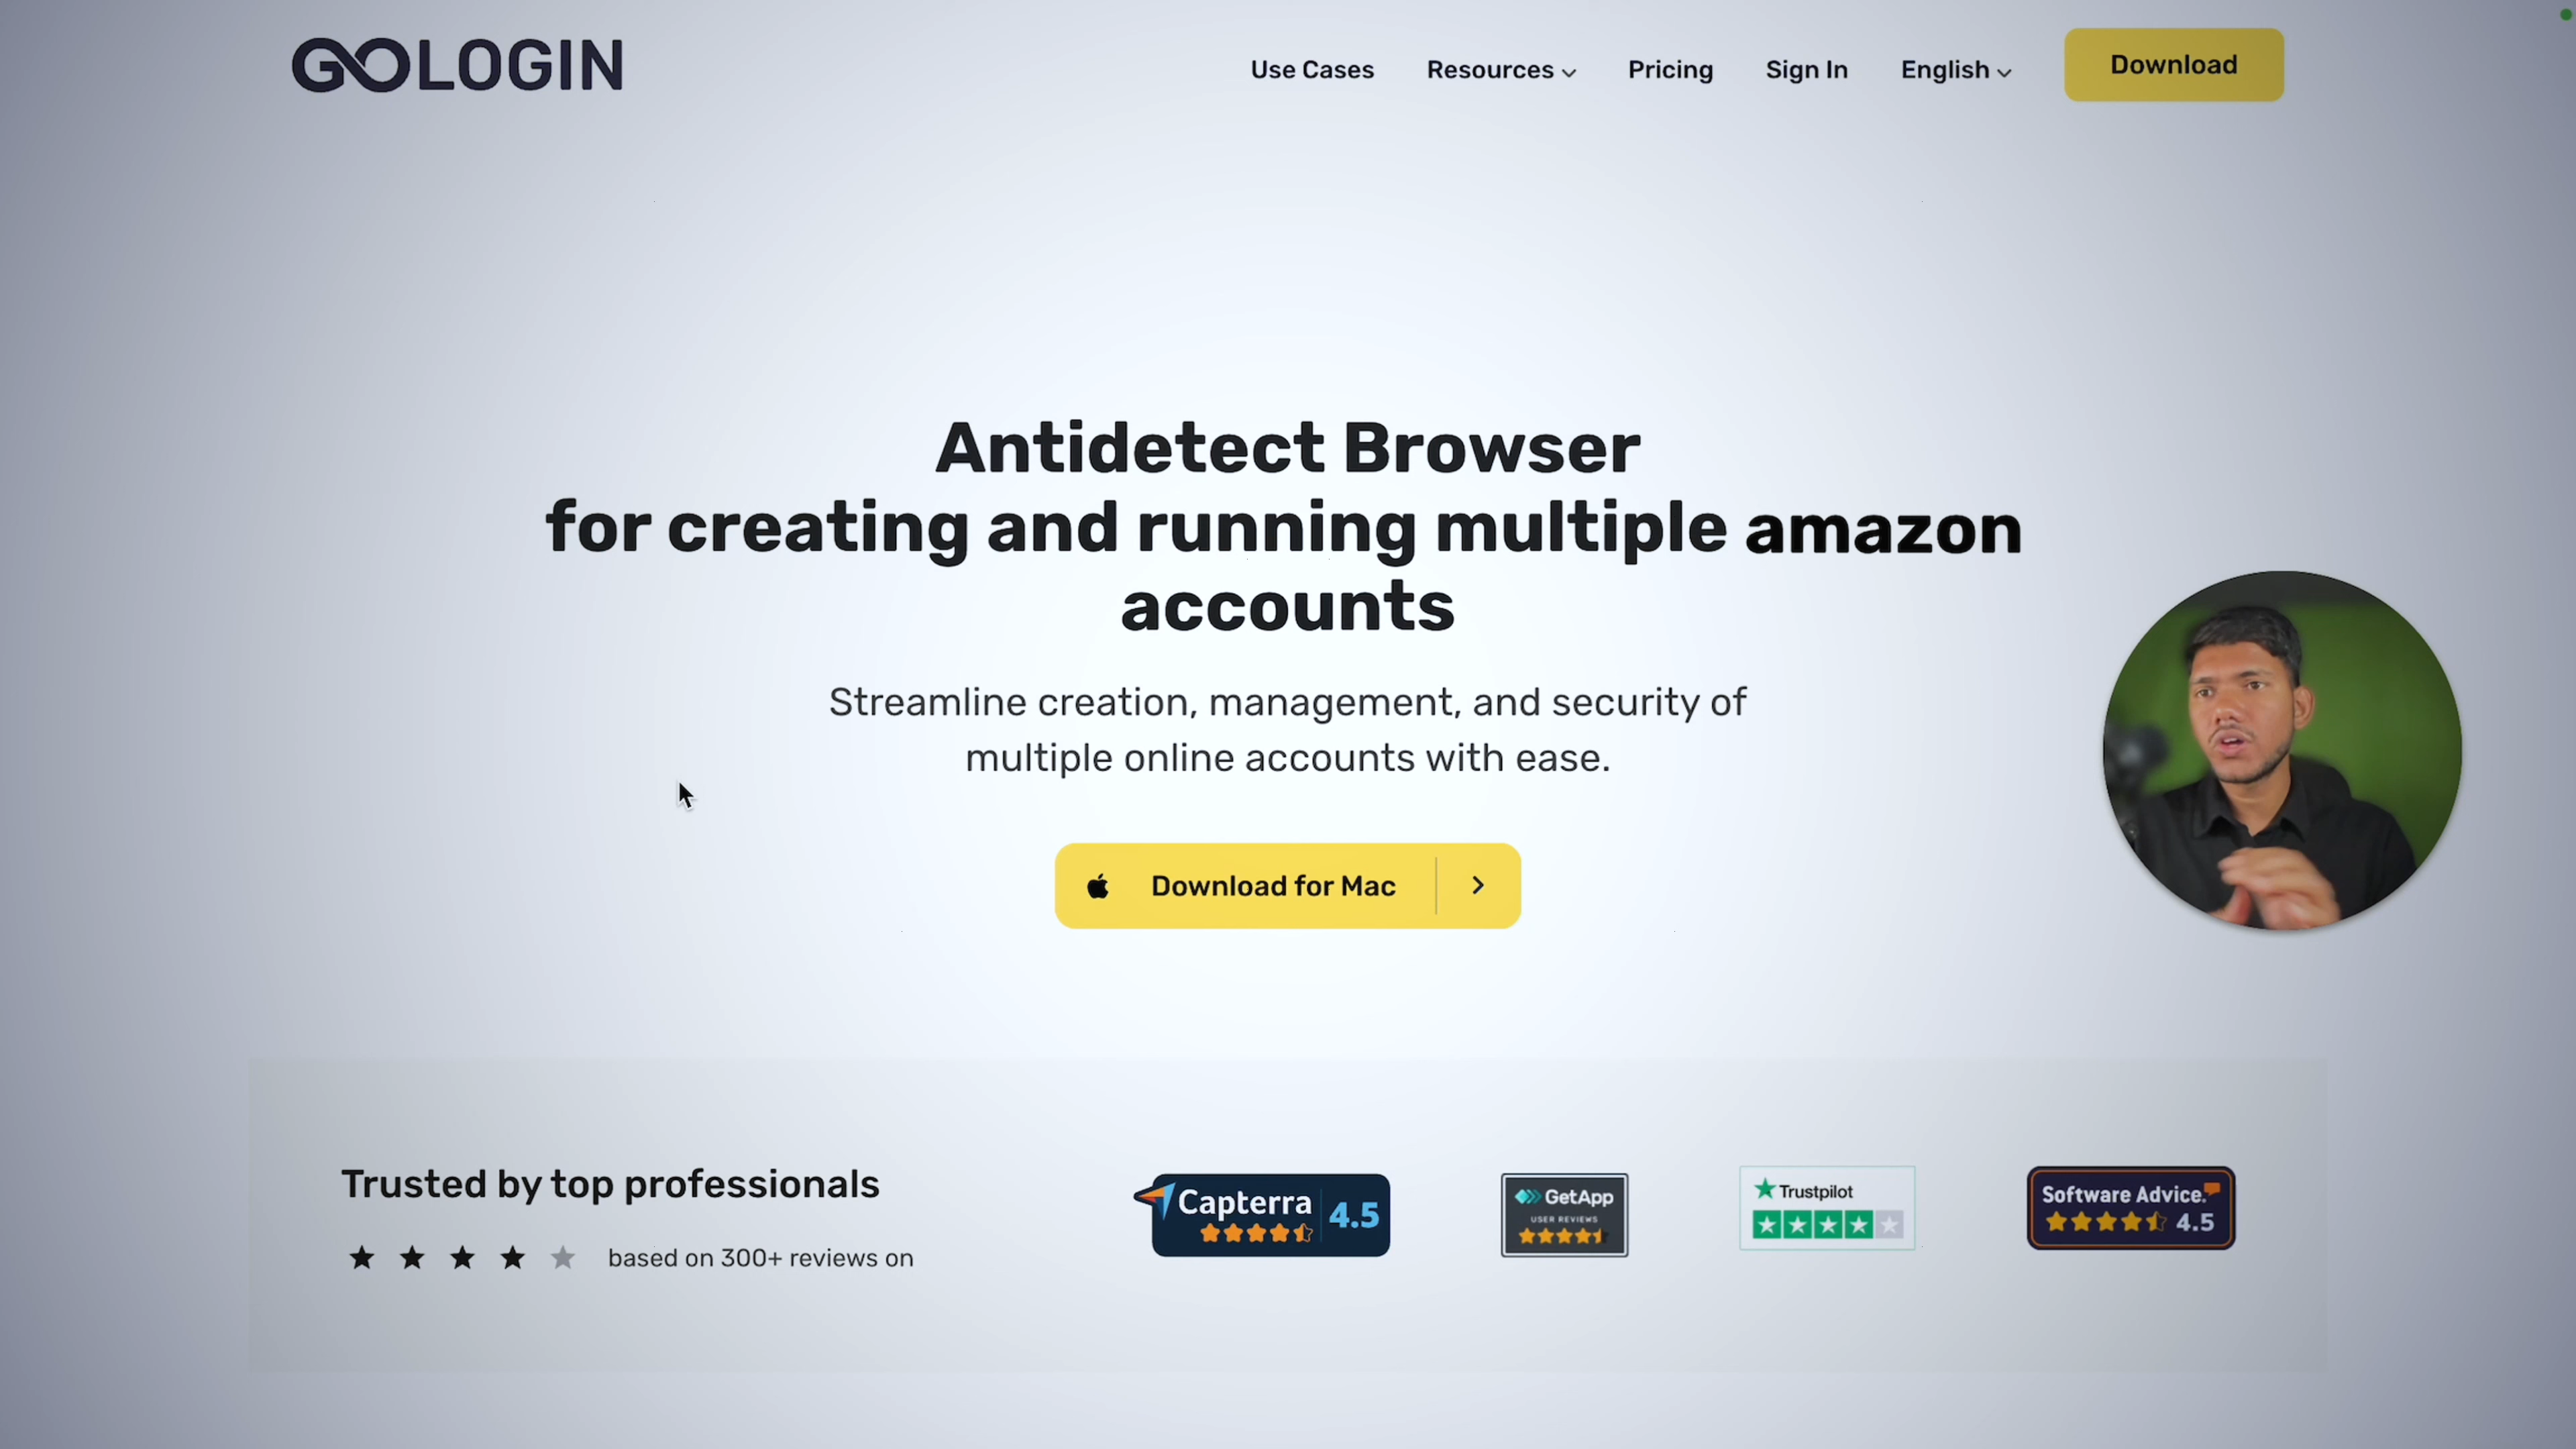 GOLOGIN
Use Cases
Resources
Pricing
Sign In
English
Download
Antidetect Browser
for creating and running multiple amazon
accounts
Streamline creation, management, and security of
multiple online accounts with ease.
Download for Mac
Trusted by top professionals
based on 300+ reviews on
Capterra
4.5
GetApp
USER REVIEWS
Trustpilot
Software Advice.
4.5